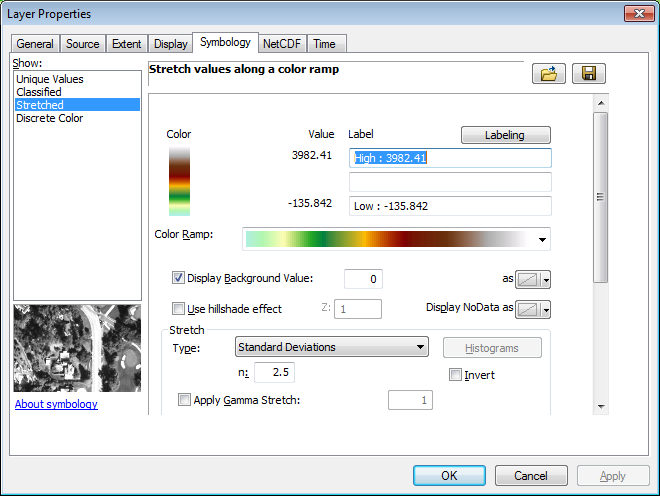 Layer Properties
General Source Extent Display Symbology NetCDF Time
Show:
Unique Values
Classified
Stretched
Discrete Color
About symbology
Stretch values along a color ramp
Color Value Label Labeling
3982.41 High : 3982.41
-135.842 Low : -135.842
Color Ramp:
Display Background Value: 0 as
Use hillshade effect Z: 1 Display NoData as
Stretch
Type: Standard Deviations Histograms
n: 2.5 Invert
Apply Gamma Stretch: 1
OK Cancel Apply